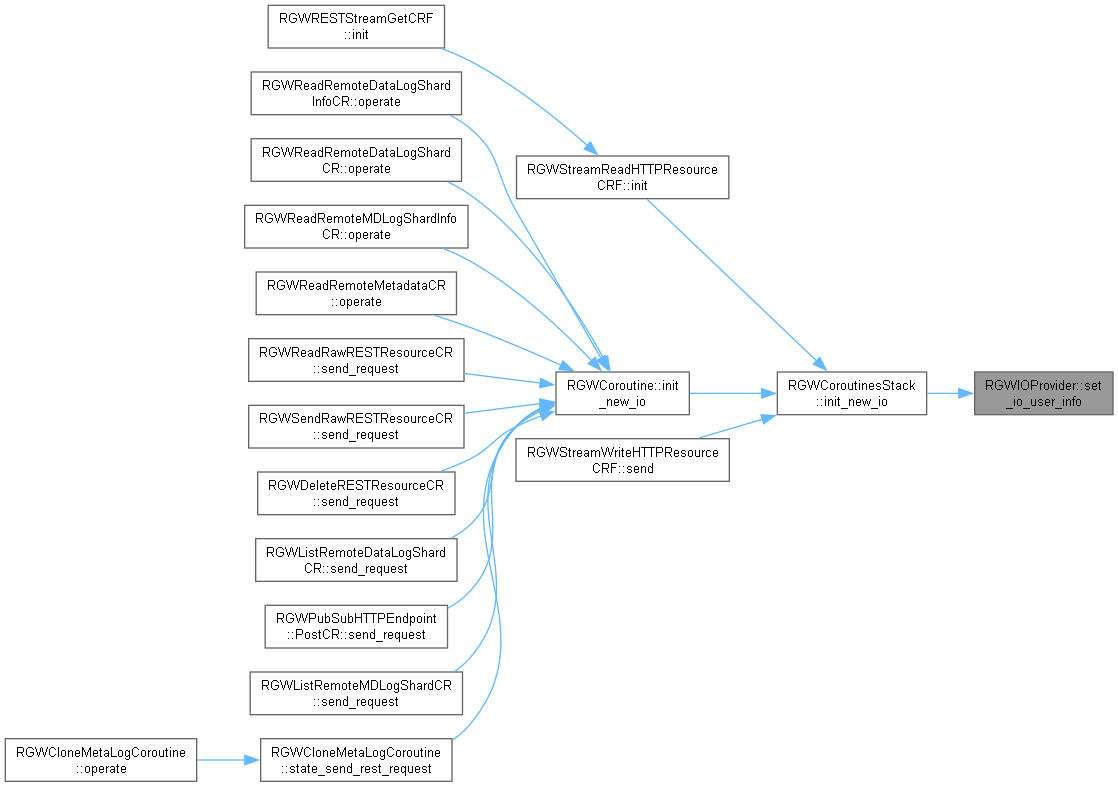 RGWRESTStreamGetCRF
::init
RGWReadRemoteDataLogShard
InfoCR::operate
RGWReadRemoteDataLogShard
CR::operate
RGWStreamReadHTTPResource
CRF::init
RGWReadRemoteMDLogShardInfo
CR::operate
RGWReadRemoteMetadataCR
::operate
RGWReadRawRESTResourceCR
::send_request
RGWCoroutine::init
_new_io
RGWCoroutinesStack
::init_new_io
RGWIOProvider::set
_io_user_info
RGWSendRawRESTResourceCR
::send_request
RGWStreamWriteHTTPResource
CRF::send
RGWDeleteRESTResourceCR
::send_request
RGWListRemoteDataLogShard
CR::send_request
RGWPubSubHTTPEndpoint
::PostCR::send_request
RGWListRemoteMDLogShardCR
::send_request
RGWCloneMetaLogCoroutine
::operate
RGWCloneMetaLogCoroutine
::state_send_rest_request